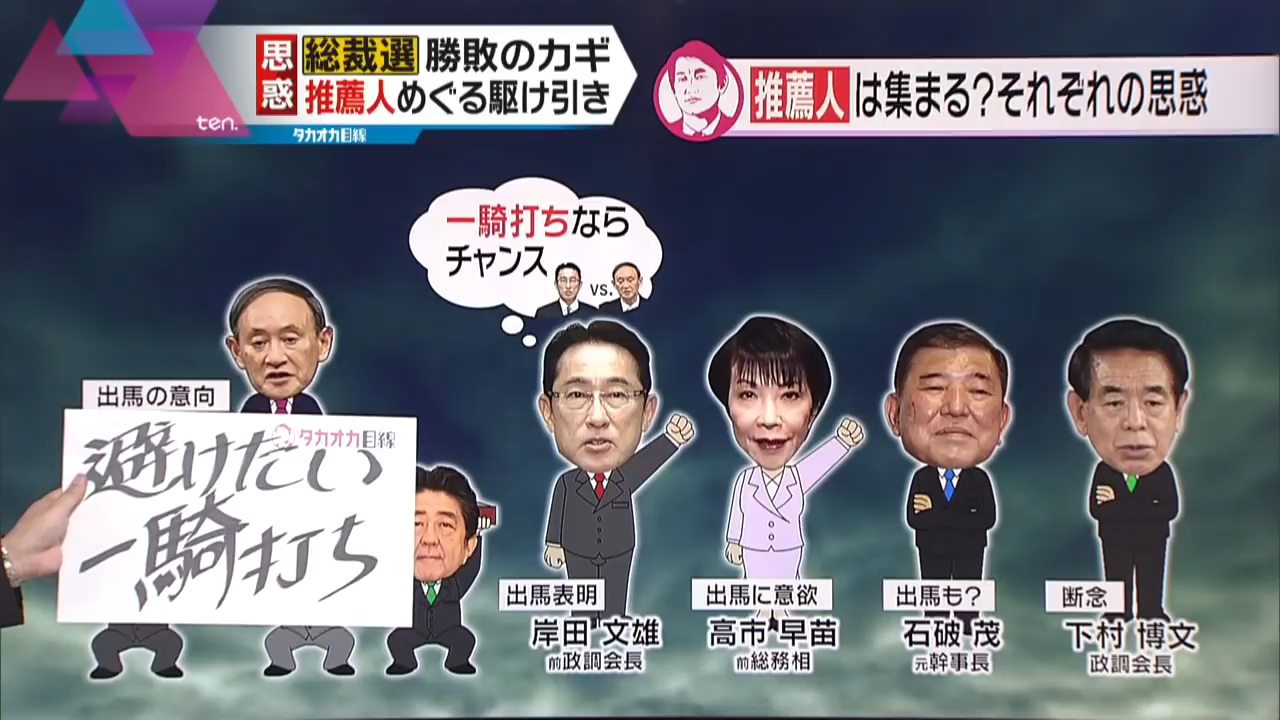 思惑
総裁選 勝敗のカギ
推薦人めぐる駆け引き
ten.
タカオカ目線
推薦人は集まる?それぞれの思惑
一騎打ちなら
チャンス
vs.
出馬の意向
タカオカ目線
避けたい
一騎打ち
出馬表明
岸田 文雄
前政調会長
出馬に意欲
高市 早苗
前総務相
出馬も?
石破 茂
元幹事長
断念
下村 博文
政調会長